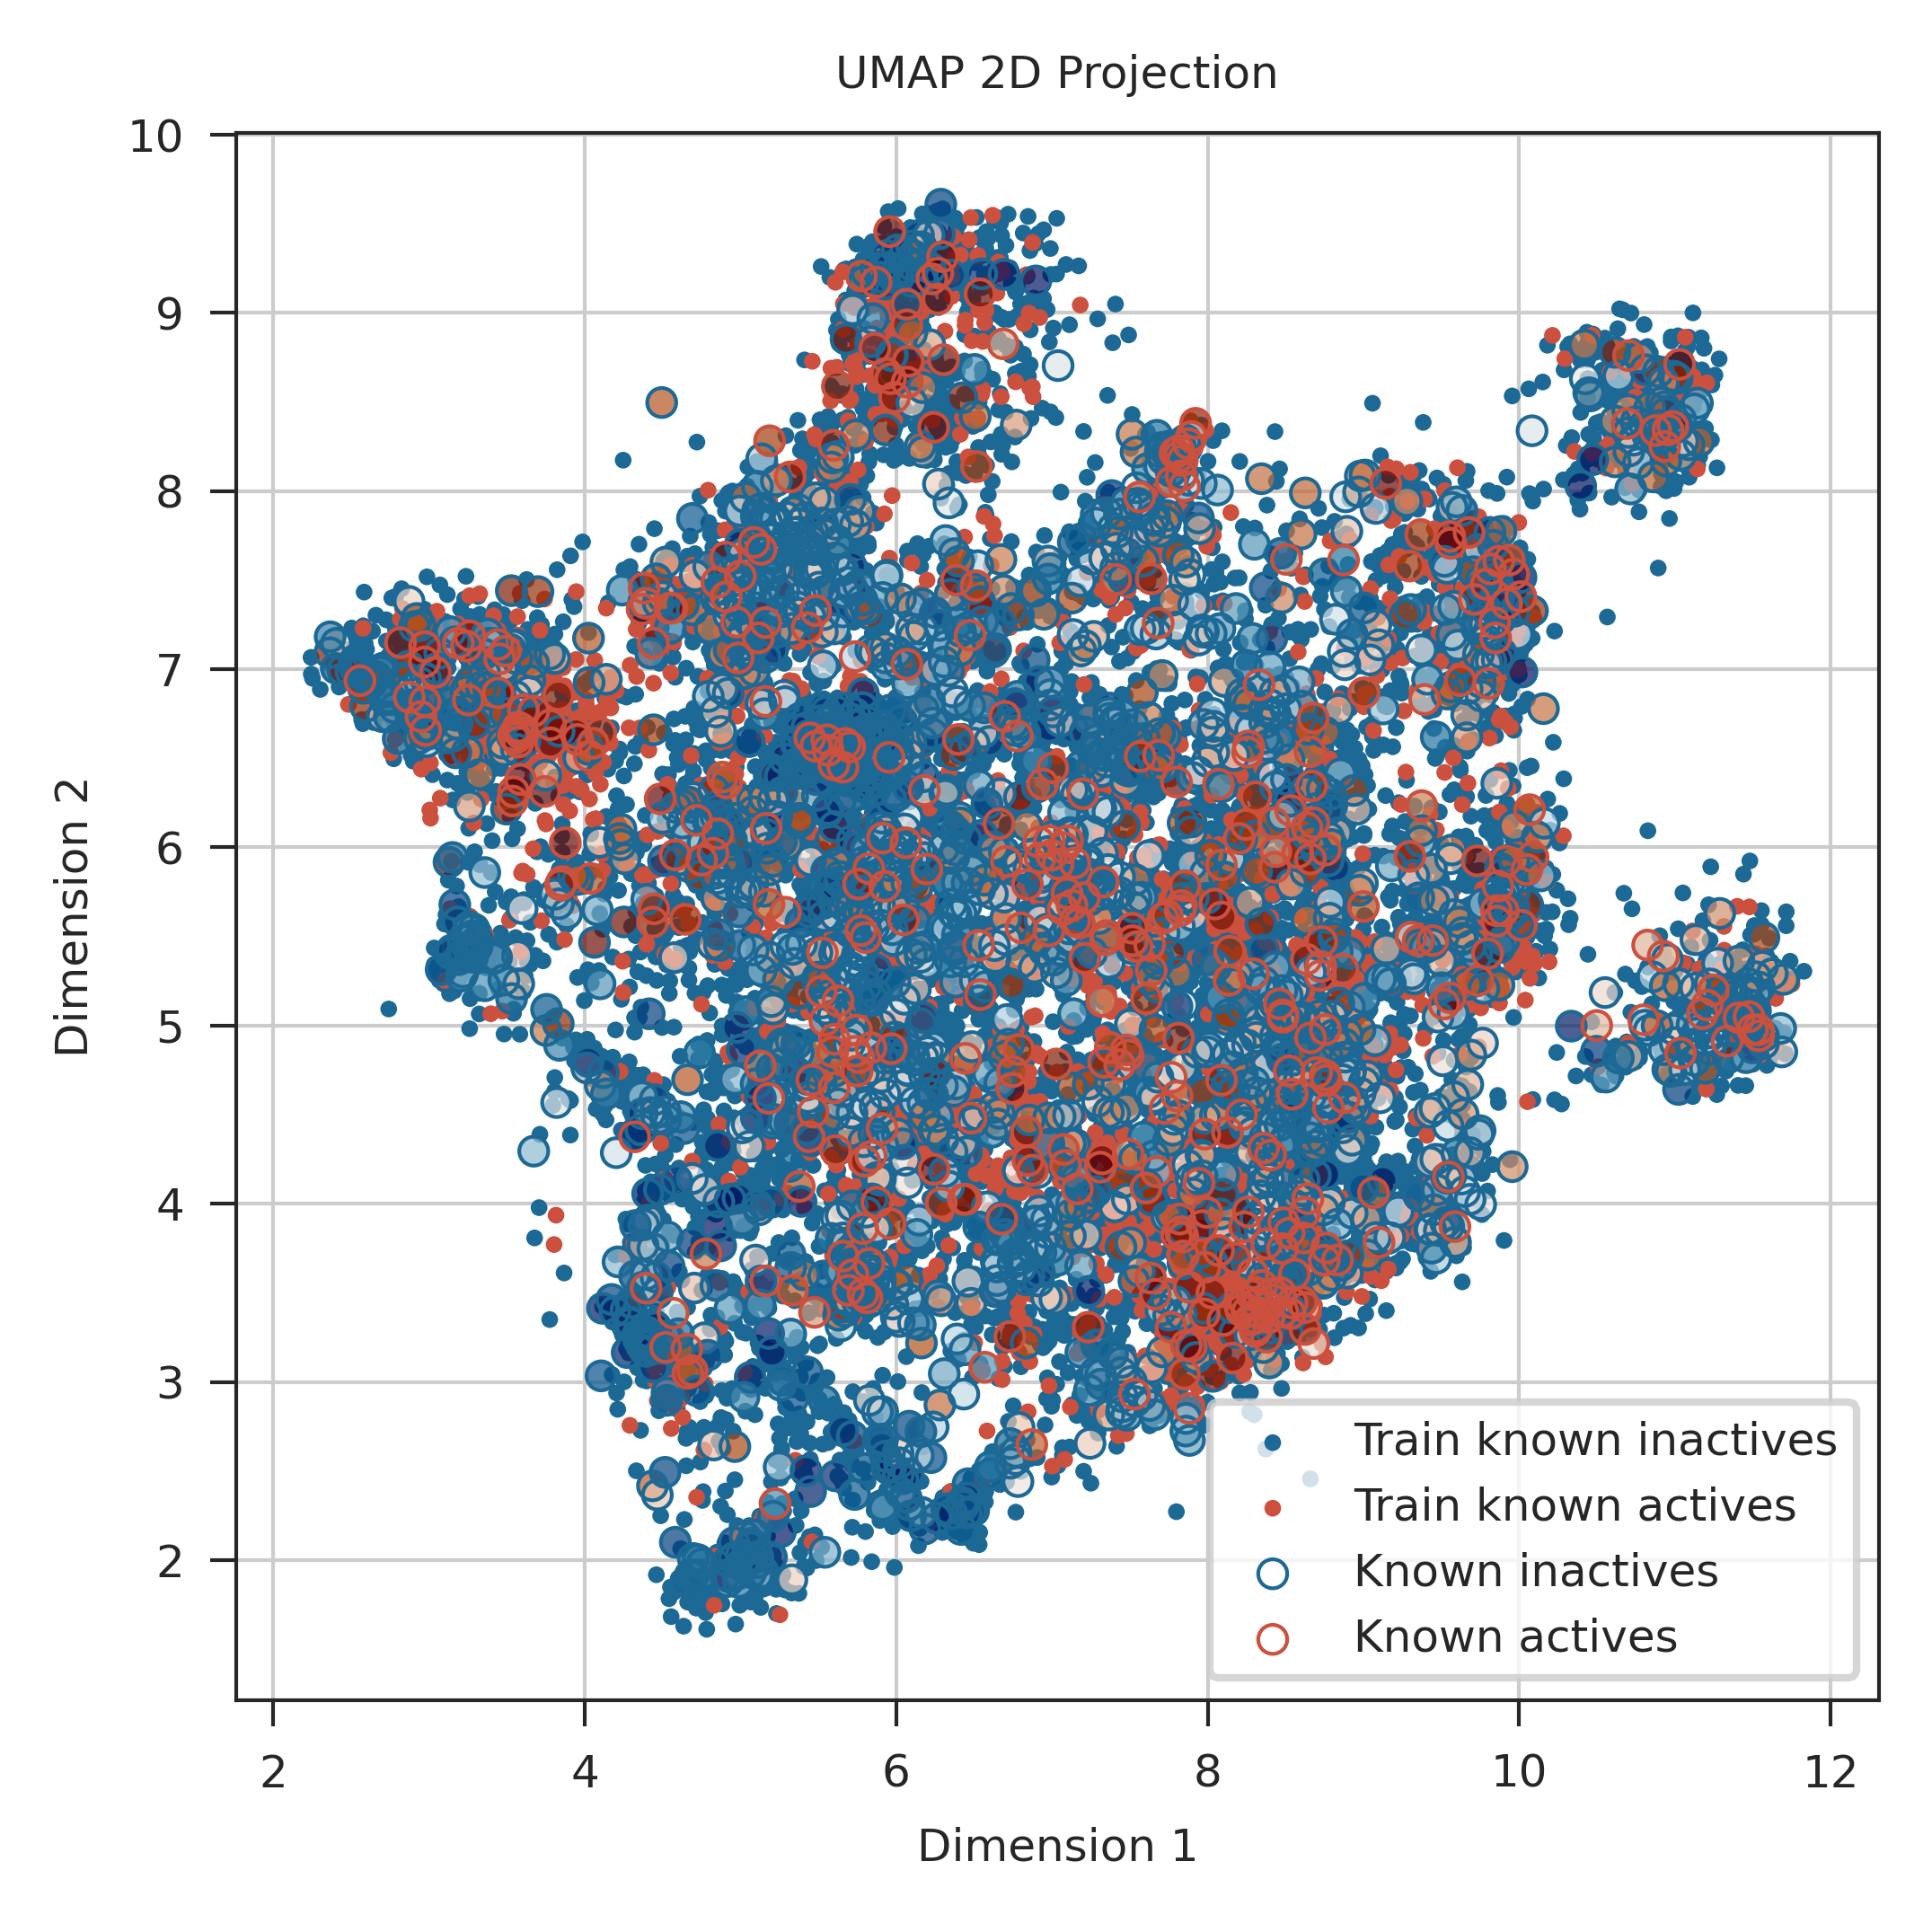 UMAP 2D Projection
10
9
8
7
6
5
4
3
2
Dimension 2
Train known inactives
Train known actives
Known inactives
Known actives
2 4 6 8 10 12
Dimension 1